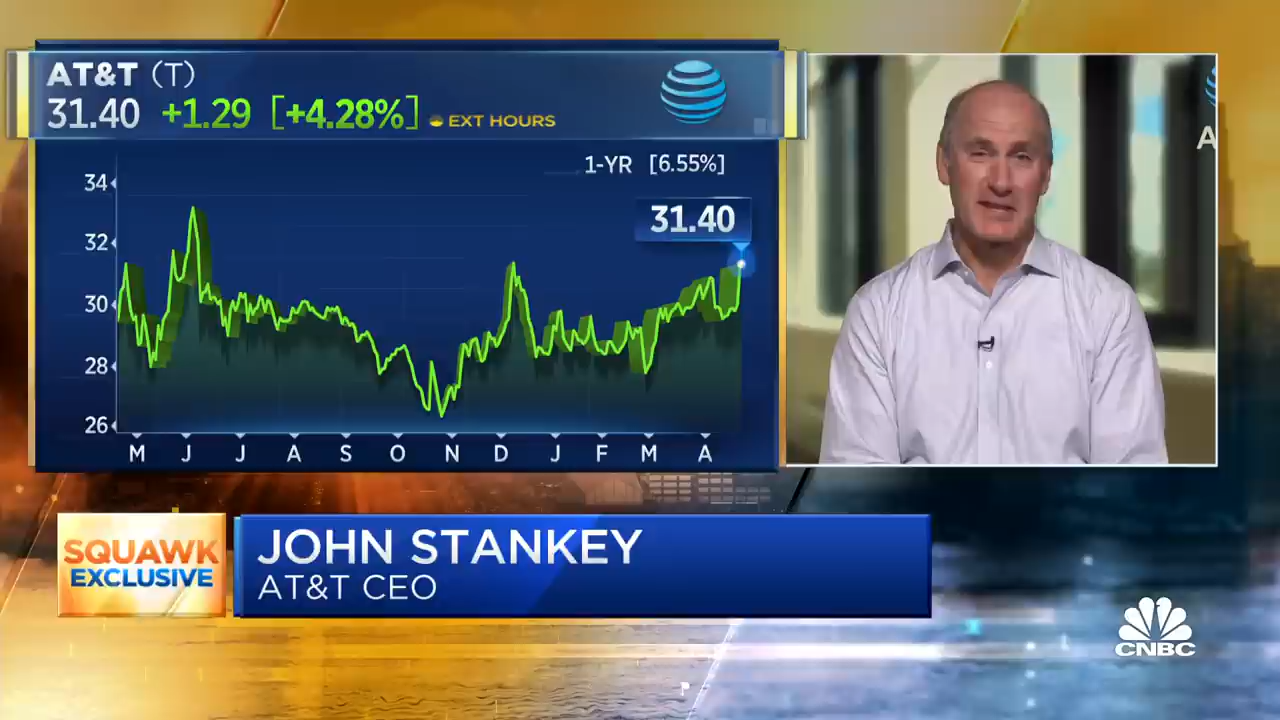 AT&T (T)
31.40 +1.29 [+4.28%] EXT HOURS
1-YR [6.55%]
31.40
34
32
30
28
26
M J J A S O N D J F M A
A
SQUAWK
EXCLUSIVE
JOHN STANKEY
AT&T CEO
CNBC